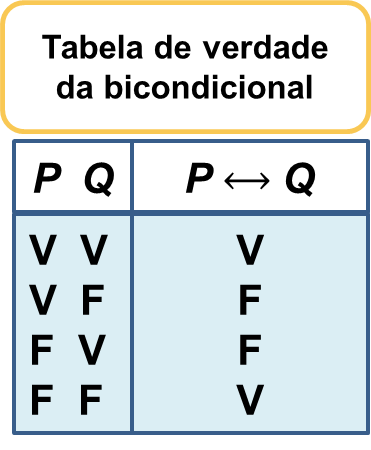 Tabela de verdade
da bicondicional
P Q P ↔ Q
V V V
V F F
F V F
F F V